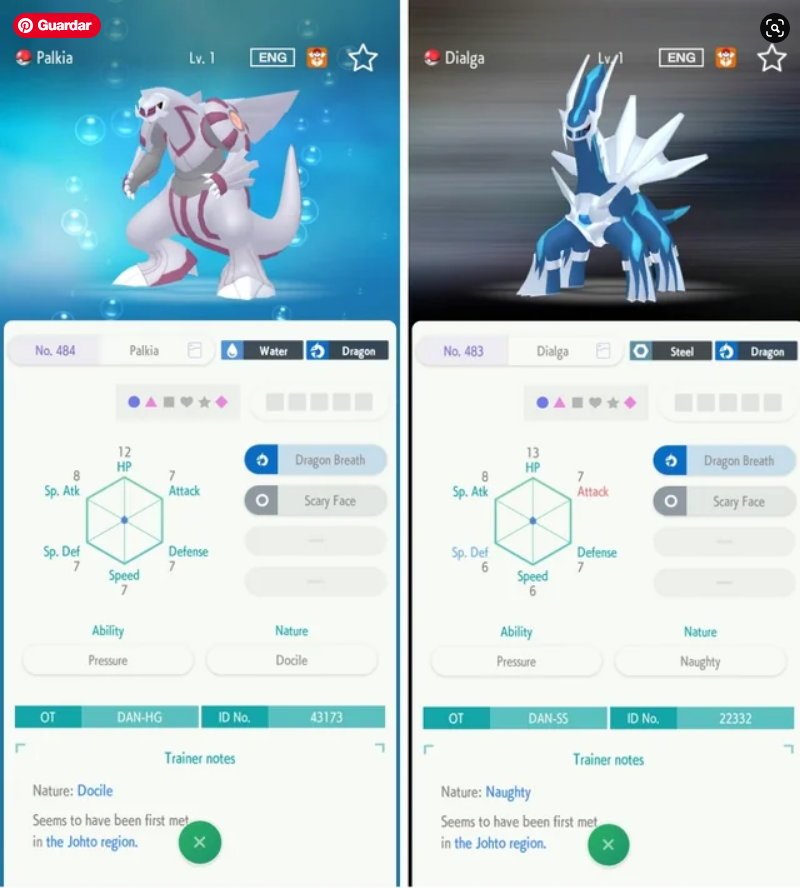 Guardar
Palkia Lv. 1 ENG
No. 484 Palkia Water Dragon
12
HP
8
Sp. Atk
7
Attack
Sp. Def
7
Defense
7
Speed
7
Dragon Breath
Scary Face
—
—
Ability
Pressure
Nature
Docile
OT DAN-HG ID No. 43173
Trainer notes
Nature: Docile
Seems to have been first met
in the Johto region.
Dialga Lv. 1 ENG
No. 483 Dialga Steel Dragon
13
HP
8
Sp. Atk
7
Attack
Sp. Def
6
Defense
7
Speed
6
Dragon Breath
Scary Face
—
—
Ability
Pressure
Nature
Naughty
OT DAN-SS ID No. 22332
Trainer notes
Nature: Naughty
Seems to have been first met
in the Johto region.